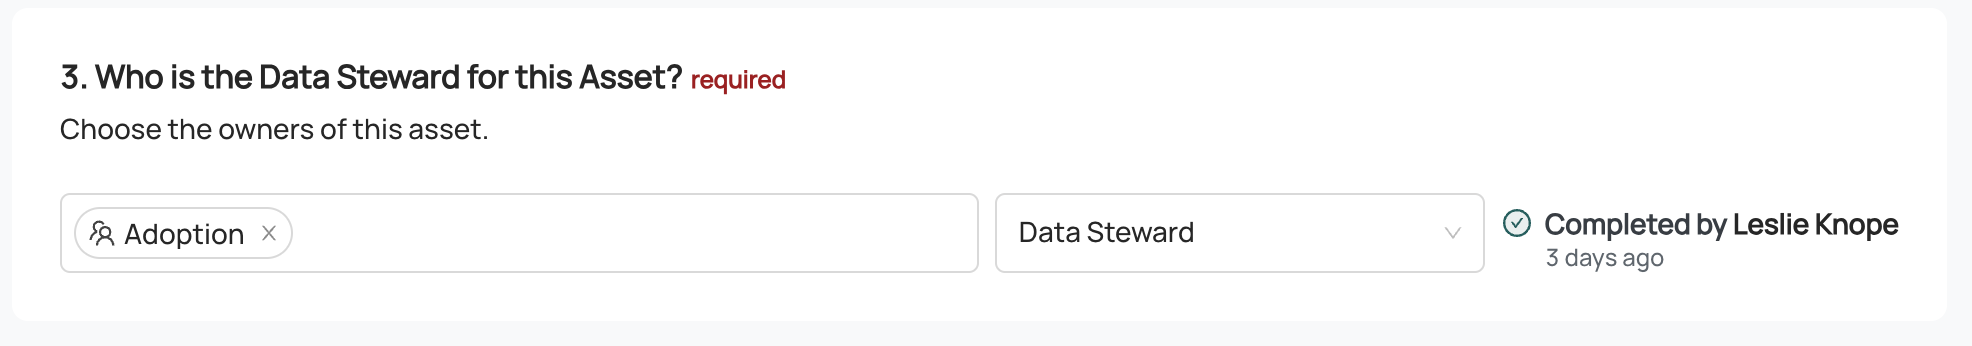 3. Who is the Data Steward for this Asset? required
Choose the owners of this asset.
Adoption
Data Steward
Completed by Leslie Knope
3 days ago